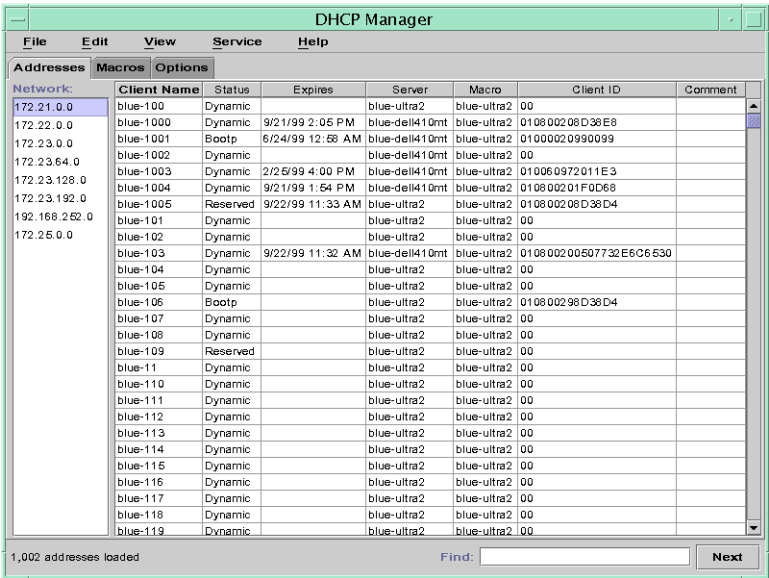 DHCP Manager
File Edit View Service Help
Addresses Macros Options
Network:
172.21.0.0
172.22.0.0
172.23.0.0
172.23.64.0
172.23.128.0
172.23.192.0
192.168.252.0
172.25.0.0
Client Name Status Expires Server Macro Client ID Comment
blue-100 Dynamic blue-ultra2 blue-ultra2 00
blue-1000 Dynamic 9/21/99 2:05 PM blue-dell410mt blue-ultra2 010800208D38E8
blue-1001 Bootp 6/24/99 12:58 AM blue-dell410mt blue-ultra2 01000020990099
blue-1002 Dynamic blue-dell410mt blue-ultra2 00
blue-1003 Dynamic 2/25/99 4:00 PM blue-dell410mt blue-ultra2 010060972011E3
blue-1004 Dynamic 9/21/99 1:54 PM blue-dell410mt blue-ultra2 010800201F0D68
blue-1005 Reserved 9/22/99 11:33 AM blue-ultra2 blue-ultra2 010800208D38D4
blue-101 Dynamic blue-ultra2 blue-ultra2 00
blue-102 Dynamic blue-ultra2 blue-ultra2 00
blue-103 Dynamic 9/22/99 11:32 AM blue-dell410mt blue-ultra2 010800200507732E6C6530
blue-104 Dynamic blue-ultra2 blue-ultra2 00
blue-105 Dynamic blue-ultra2 blue-ultra2 00
blue-106 Bootp blue-ultra2 blue-ultra2 010800298D38D4
blue-107 Dynamic blue-ultra2 blue-ultra2 00
blue-108 Dynamic blue-ultra2 blue-ultra2 00
blue-109 Reserved blue-ultra2 blue-ultra2 00
blue-11 Dynamic blue-ultra2 blue-ultra2 00
blue-110 Dynamic blue-ultra2 blue-ultra2 00
blue-111 Dynamic blue-ultra2 blue-ultra2 00
blue-112 Dynamic blue-ultra2 blue-ultra2 00
blue-113 Dynamic blue-ultra2 blue-ultra2 00
blue-114 Dynamic blue-ultra2 blue-ultra2 00
blue-115 Dynamic blue-ultra2 blue-ultra2 00
blue-116 Dynamic blue-ultra2 blue-ultra2 00
blue-117 Dynamic blue-ultra2 blue-ultra2 00
blue-118 Dynamic blue-ultra2 blue-ultra2 00
blue-119 Dynamic blue-ultra2 blue-ultra2 00
1,002 addresses loaded Find: Next